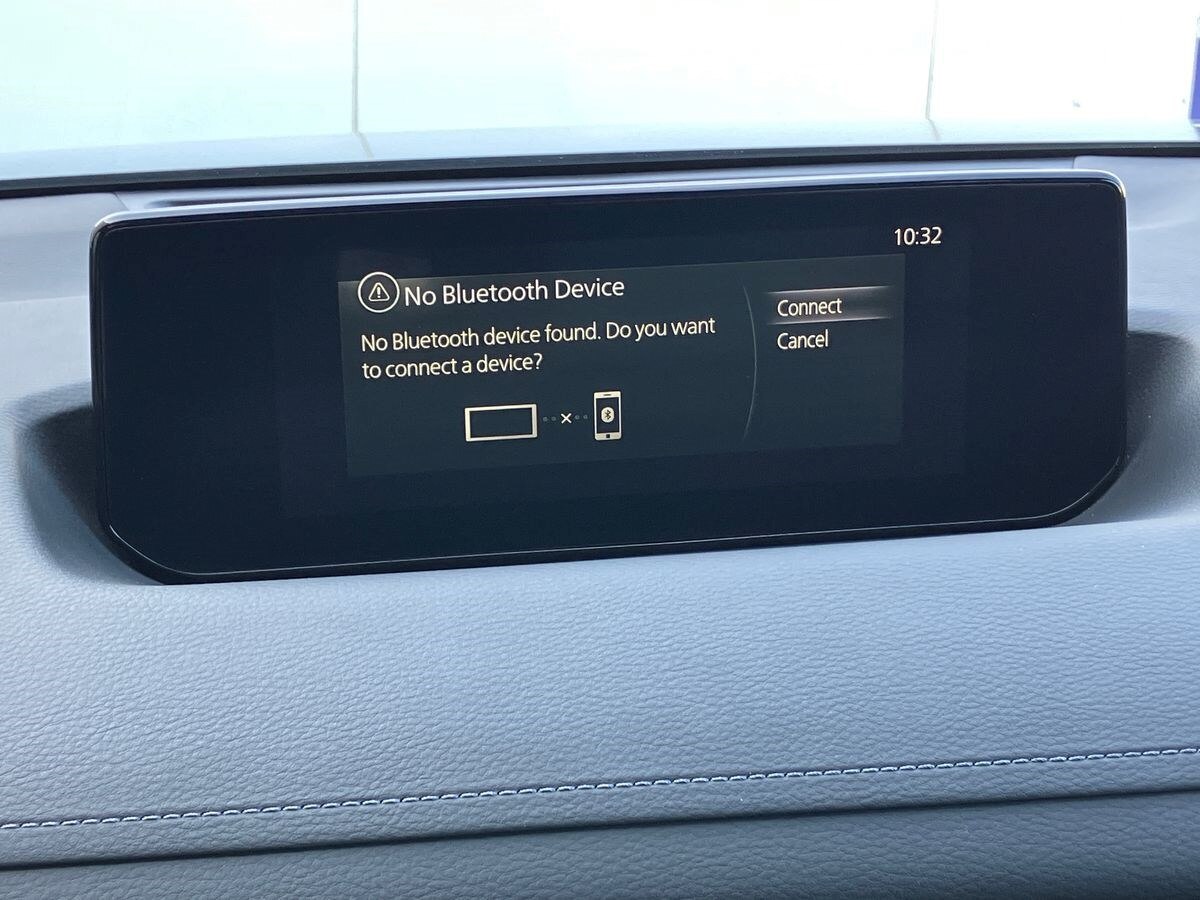 10:32
No Bluetooth Device
No Bluetooth device found. Do you want
to connect a device?
Connect
Cancel